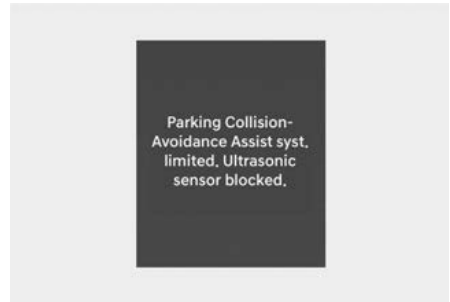 Parking Collision-
Avoidance Assist syst.
limited. Ultrasonic
sensor blocked.